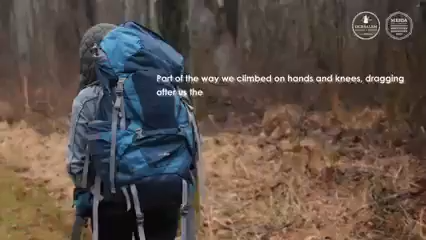 Part of the way we climbed on hands and knees, dragging
after us the